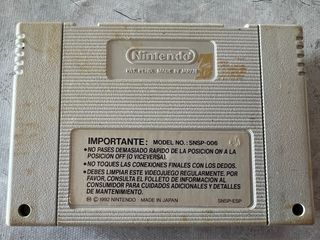 Nintendo
PAT. PEND. MADE IN JAPAN
IMPORTANTE: MODEL NO.: SNSP-006
• NO PASES DEMASIADO RAPIDO DE LA POSICION ON A LA
POSICION OFF (O VICEVERSA).
• NO TOQUES LAS CONEXIONES FINALES CON LOS DEDOS.
• DEBES LIMPIAR ESTE VIDEOJUEGO REGULARMENTE. POR
FAVOR, CONSULTA EL FOLLETO DE INFORMACION AL
CONSUMIDOR PARA CUIDADOS ADICIONALES Y DETALLES
DE MANTENIMIENTO.
© 1992 NINTENDO MADE IN JAPAN SNSP-ESP